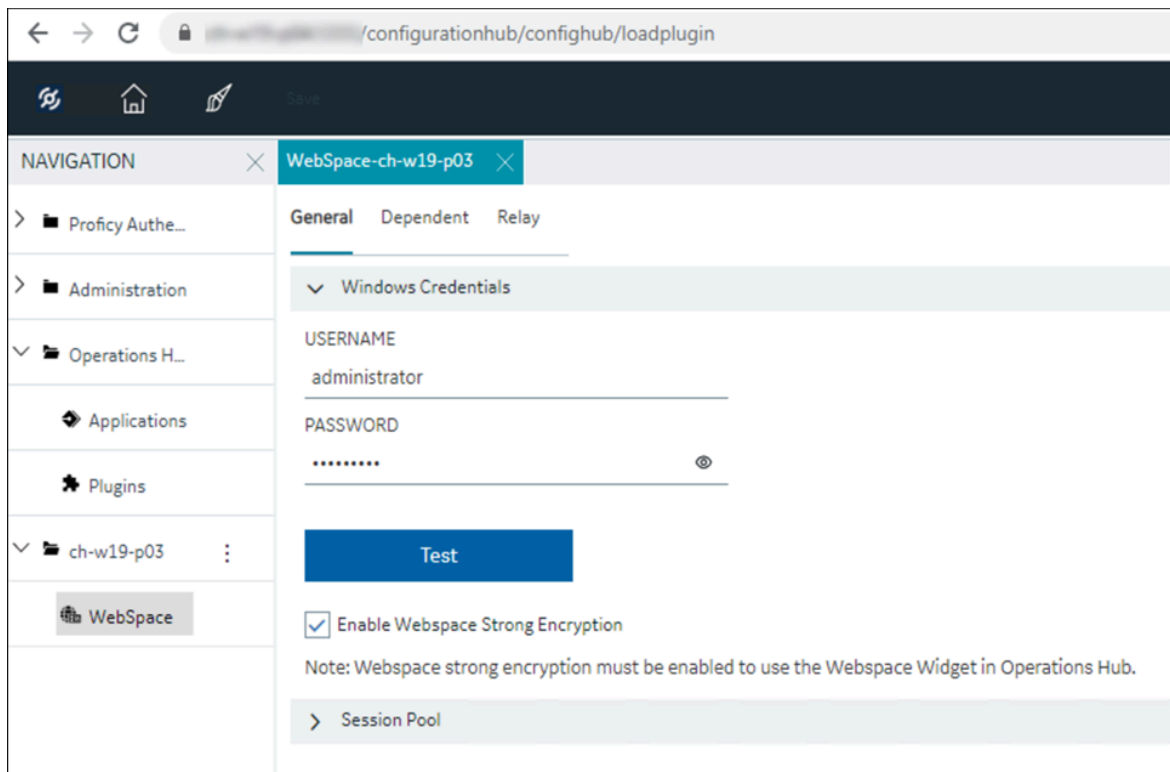 /configurationhub/confighub/loadplugin
Save
NAVIGATION
WebSpace-ch-w19-p03
General Dependent Relay
Proficy Authe...
Administration
Operations H...
Applications
Plugins
ch-w19-p03
WebSpace
Windows Credentials
USERNAME
administrator
PASSWORD
•••••••••
Test
Enable Webspace Strong Encryption
Note: Webspace strong encryption must be enabled to use the Webspace Widget in Operations Hub.
Session Pool